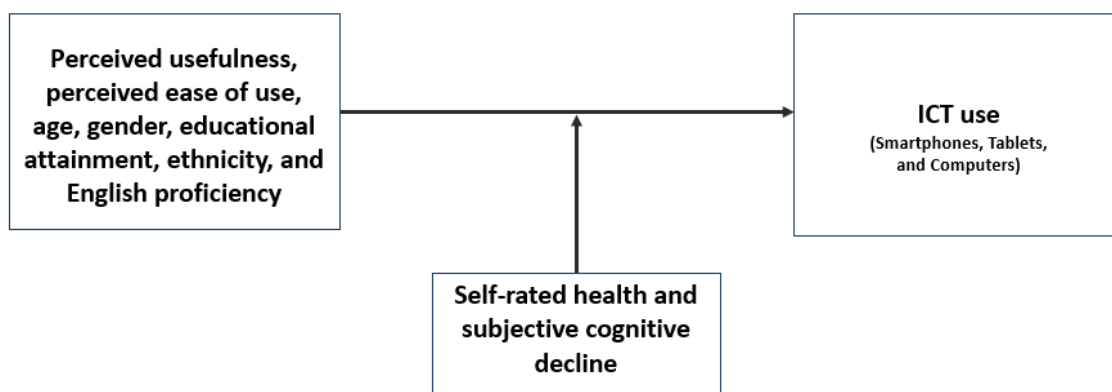 Perceived usefulness,
perceived ease of use,
age, gender, educational
attainment, ethnicity, and
English proficiency
ICT use
(Smartphones, Tablets,
and Computers)
Self-rated health and
subjective cognitive
decline